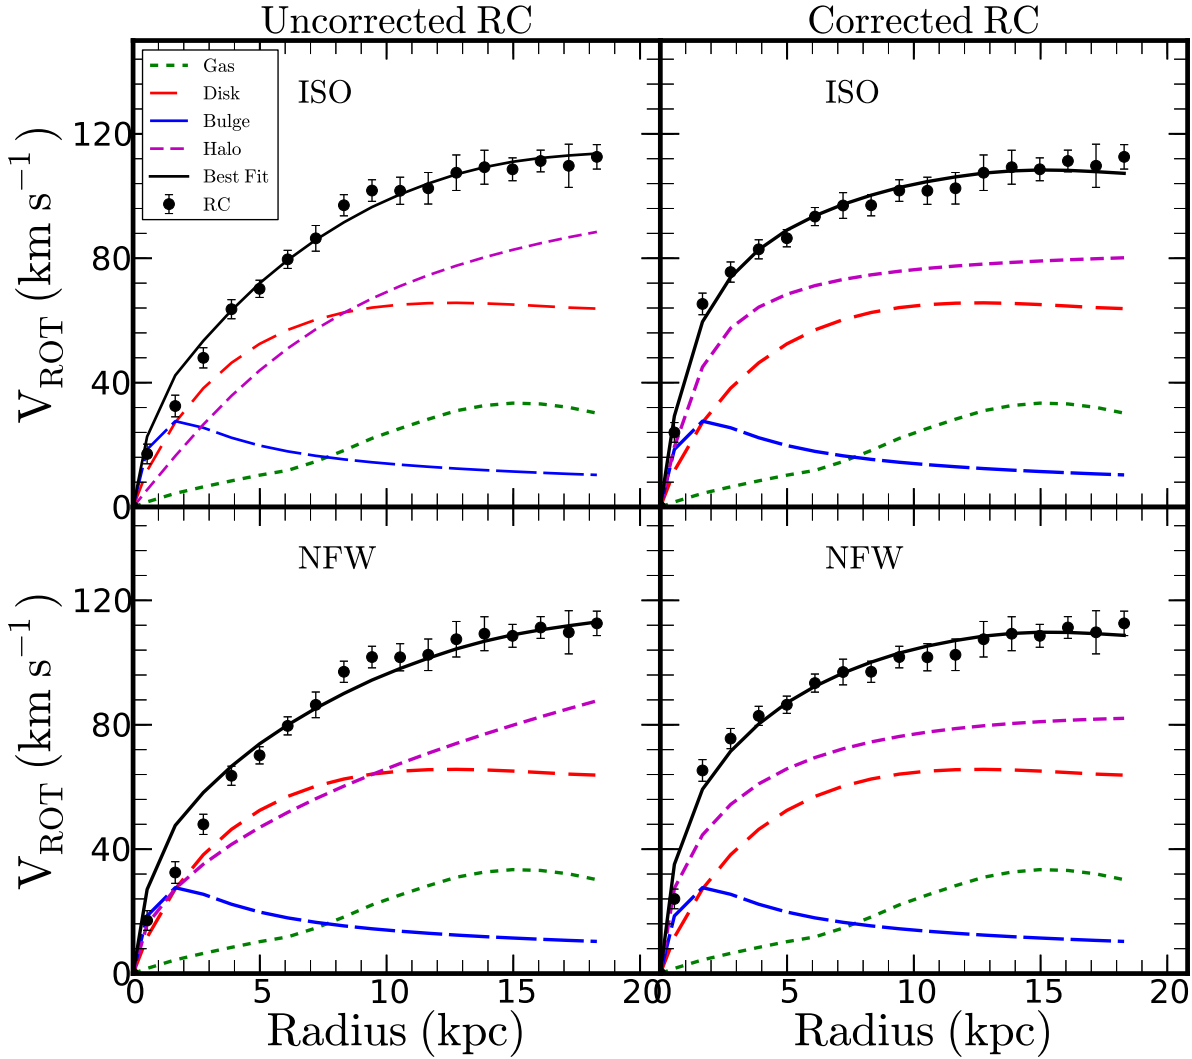 Uncorrected RC
Corrected RC
Gas
Disk
Bulge
Halo
Best Fit
RC
ISO
ISO
120
80
40
0
V_ROT (km s^−1)
NFW
NFW
120
80
40
0
V_ROT (km s^−1)
0 5 10 15 20
0 5 10 15 20
Radius (kpc)
Radius (kpc)